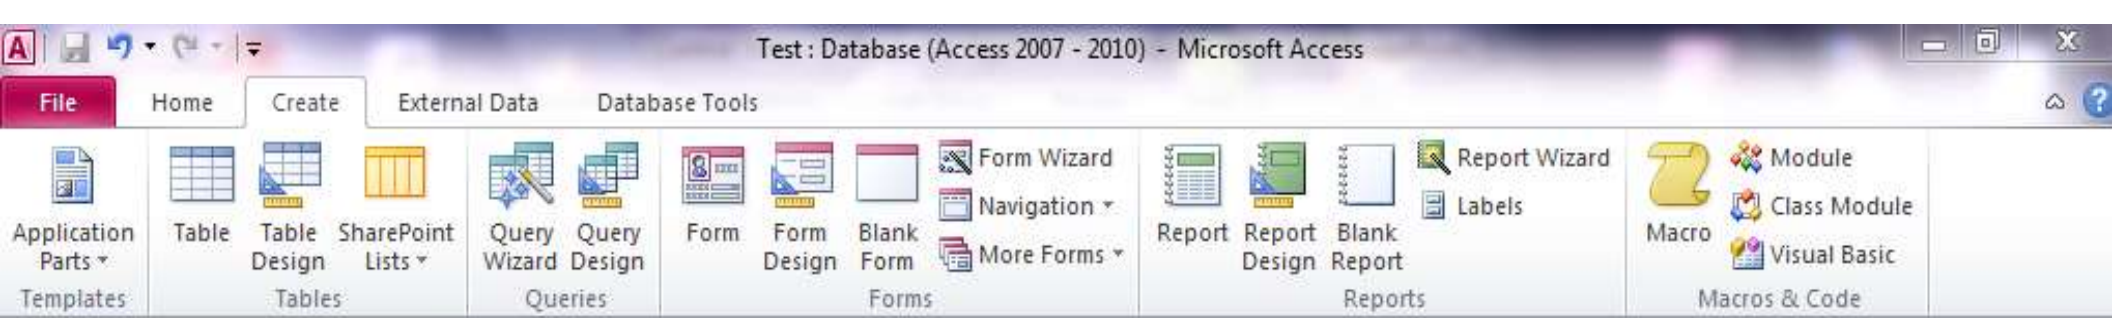 A
Test : Database (Access 2007 - 2010) - Microsoft Access
File Home Create External Data Database Tools
?
Application Parts
Table
Table Design
SharePoint Lists
Query Wizard
Query Design
Form
Form Design
Blank Form
Form Wizard
Navigation
More Forms
Report
Report Design
Blank Report
Report Wizard
Labels
Macro
Module
Class Module
Visual Basic
Templates Tables Queries Forms Reports Macros & Code